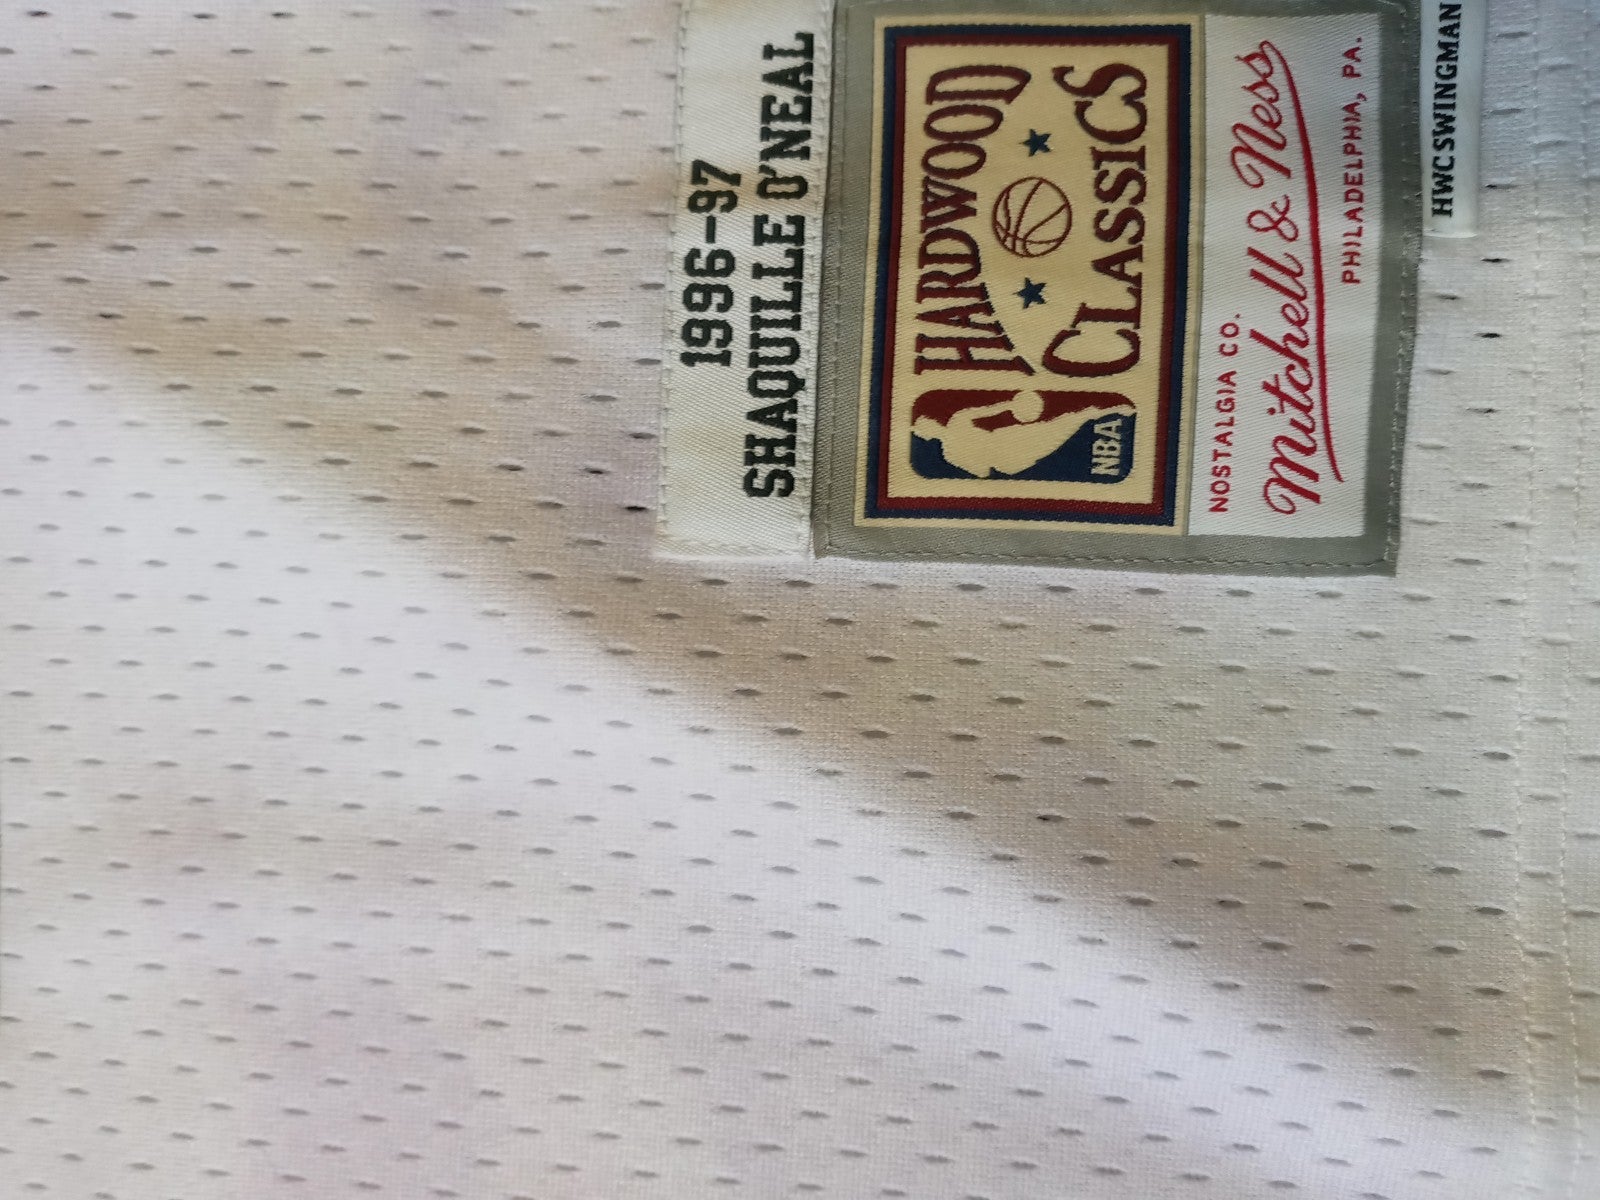 1996-97
SHAQUILLE O'NEAL
HARDWOOD
CLASSICS
NBA
NOSTALGIA CO.
Mitchell & Ness
PHILADELPHIA, PA.
HWCSWINGMAN